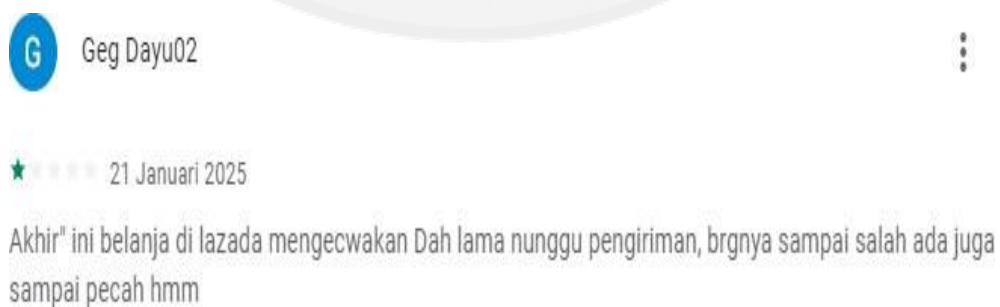 G
Geg Dayu02
21 Januari 2025
Akhir" ini belanja di lazada mengecwakan Dah lama nunggu pengiriman, brgnya sampai salah ada juga
sampai pecah hmm